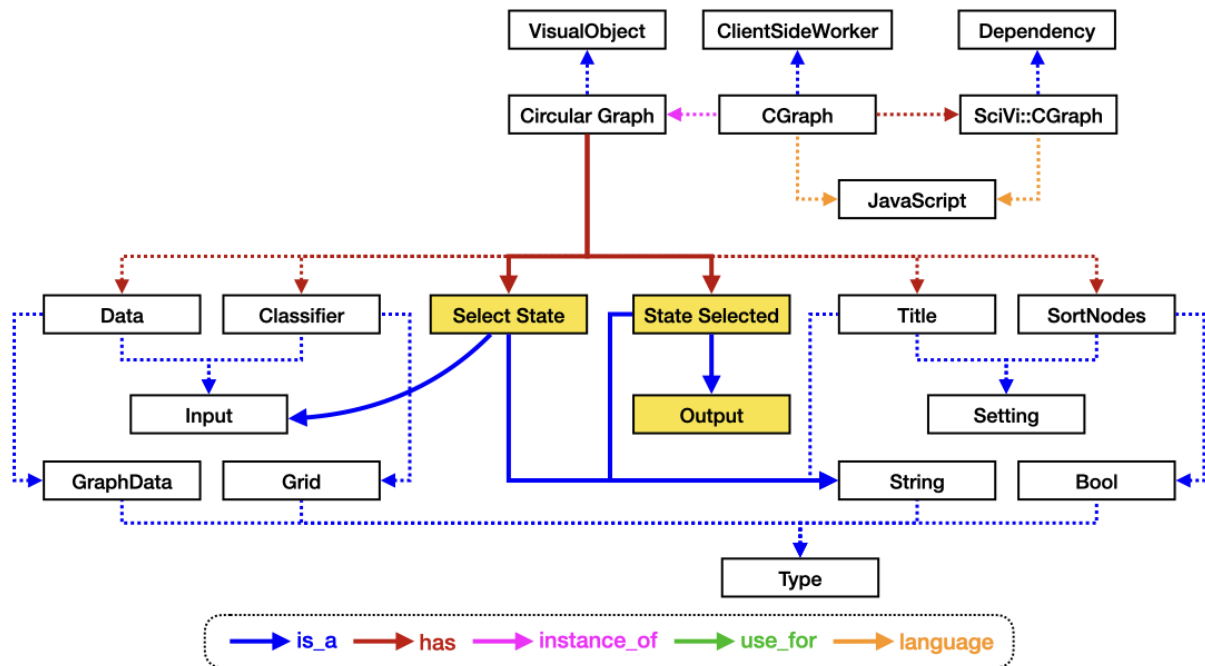 VisualObject
ClientSideWorker
Dependency
Circular Graph
CGraph
SciVi::CGraph
JavaScript
Data
Classifier
Select State
State Selected
Title
SortNodes
Input
Output
Setting
GraphData
Grid
String
Bool
Type
is_a
has
instance_of
use_for
language